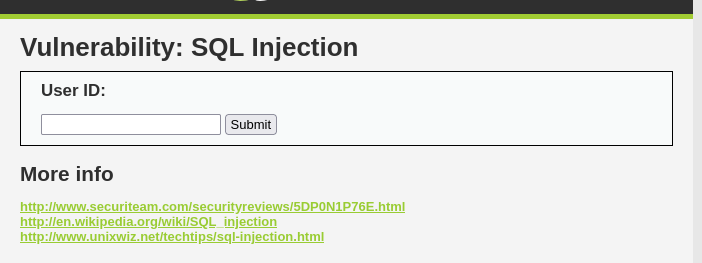 Vulnerability: SQL Injection
User ID:
Submit
More info
http://www.securiteam.com/securityreviews/5DP0N1P76E.html
http://en.wikipedia.org/wiki/SQL_injection
http://www.unixwiz.net/techtips/sql-injection.html